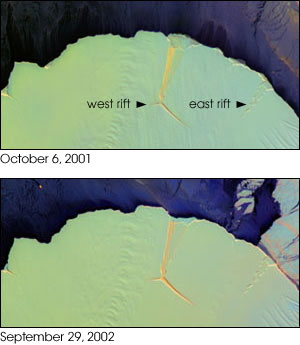 west rift east rift
October 6, 2001
September 29, 2002